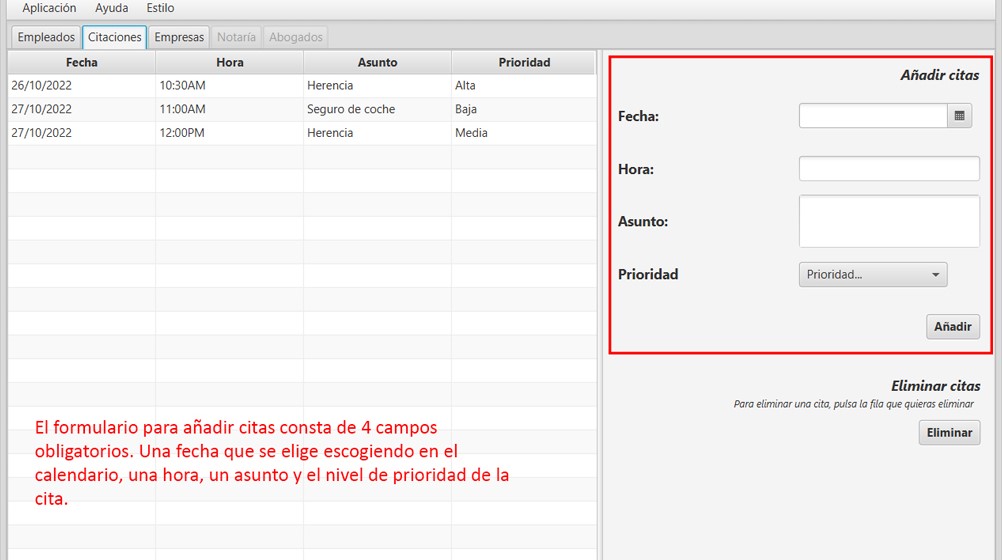 Aplicación Ayuda Estilo
Empleados Citaciones Empresas Notaría Abogados
Fecha Hora Asunto Prioridad
26/10/2022 10:30AM Herencia Alta
27/10/2022 11:00AM Seguro de coche Baja
27/10/2022 12:00PM Herencia Media
Añadir citas
Fecha:
Hora:
Asunto:
Prioridad Prioridad...
Añadir
Eliminar citas
Para eliminar una cita, pulsa la fila que quieras eliminar
Eliminar
El formulario para añadir citas consta de 4 campos
obligatorios. Una fecha que se elige escogiendo en el
calendario, una hora, un asunto y el nivel de prioridad de la
cita.